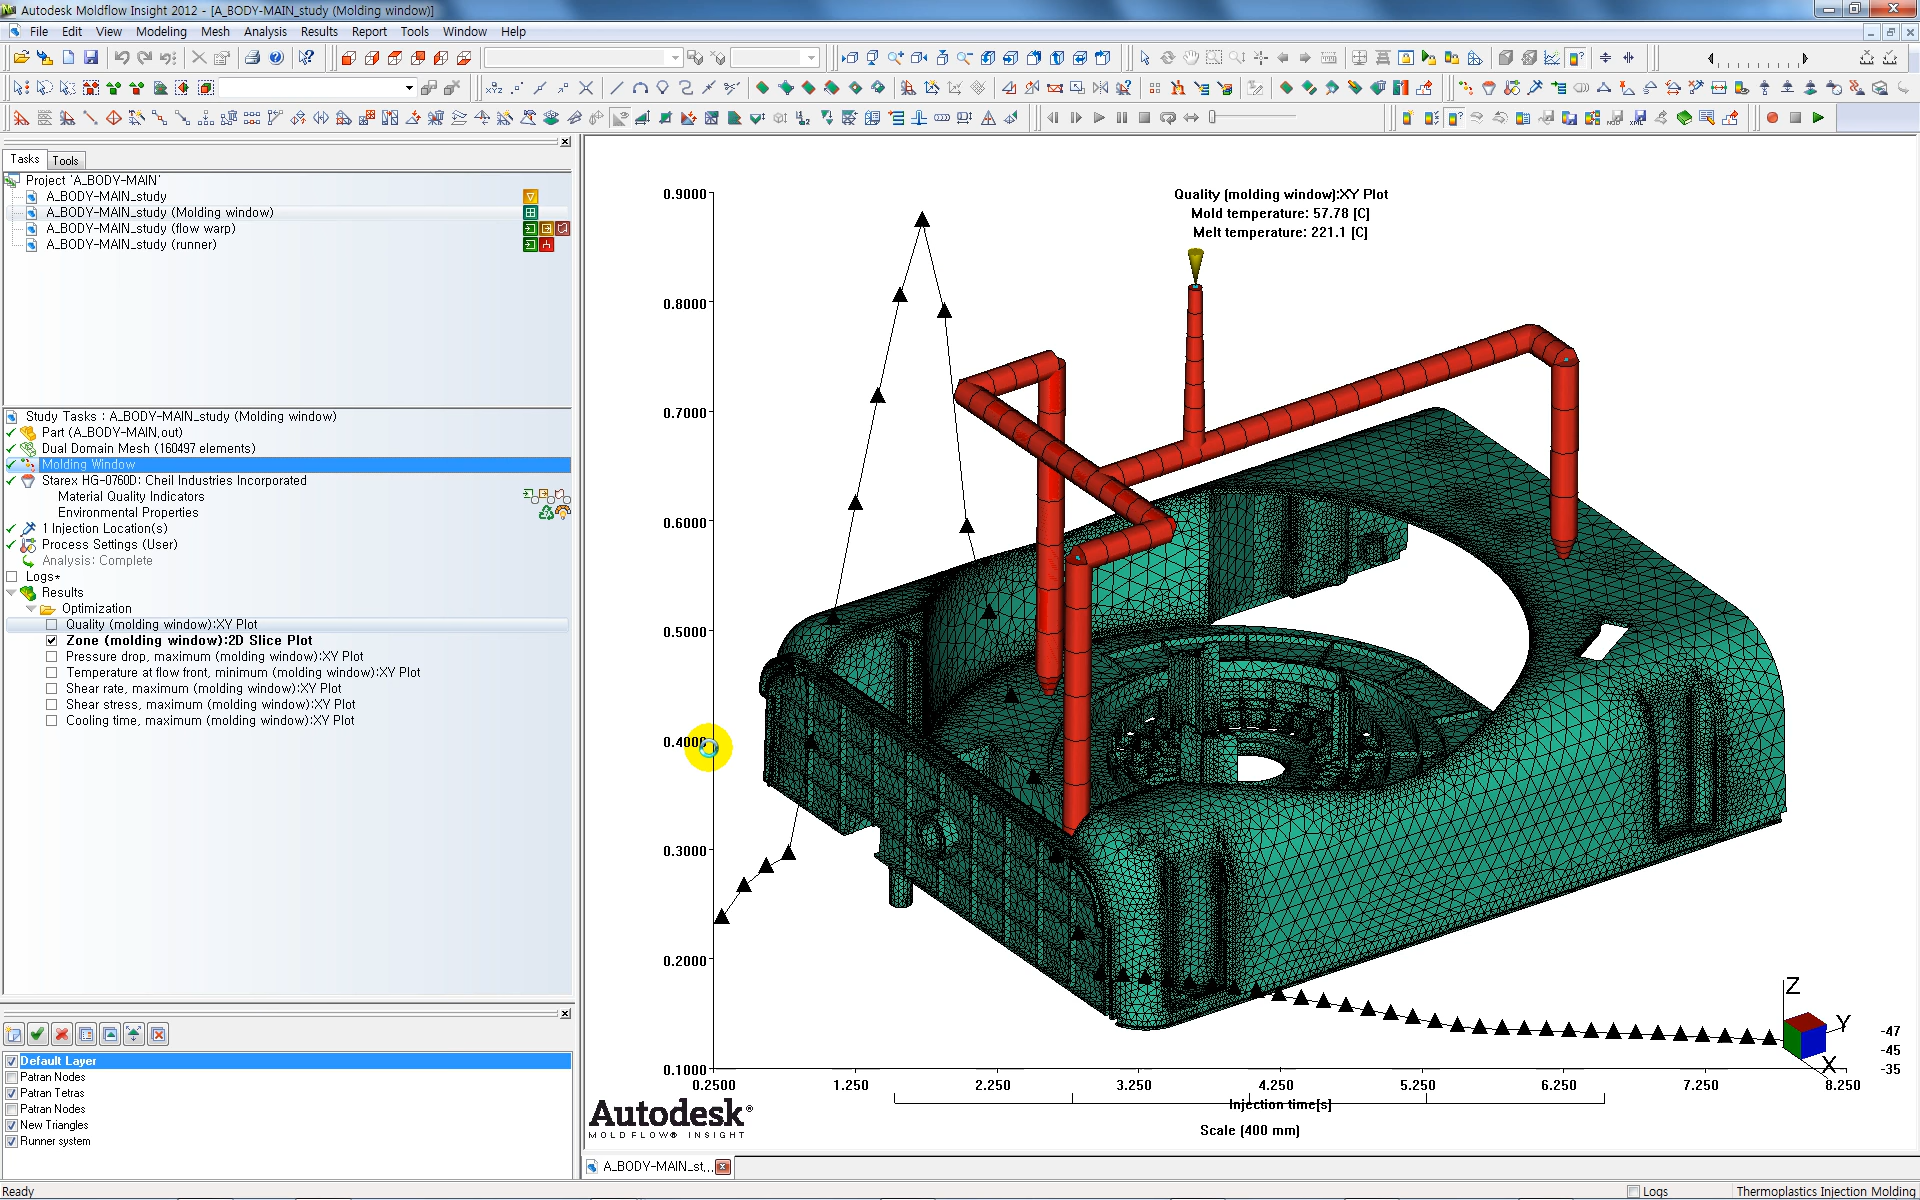 Autodesk Moldflow Insight 2012 - [A_BODY-MAIN_study (Molding window)]
File Edit View Modeling Mesh Analysis Results Report Tools Window Help
Tasks Tools
Project 'A_BODY-MAIN'
A_BODY-MAIN_study
A_BODY-MAIN_study (Molding window)
A_BODY-MAIN_study (flow warp)
A_BODY-MAIN_study (runner)
Study Tasks : A_BODY-MAIN_study (Molding window)
Part (A_BODY-MAIN,out)
Dual Domain Mesh (160497 elements)
Molding Window
Starex HG-0760D: Cheil Industries Incorporated
Material Quality Indicators
Environmental Properties
1 Injection Location(s)
Process Settings (User)
Analysis: Complete
Logs*
Results
Optimization
Quality (molding window):XY Plot
Zone (molding window):2D Slice Plot
Pressure drop, maximum (molding window):XY Plot
Temperature at flow front, minimum (molding window):XY Plot
Shear rate, maximum (molding window):XY Plot
Shear stress, maximum (molding window):XY Plot
Cooling time, maximum (molding window):XY Plot
Default Layer
Patran Nodes
Patran Tetras
Patran Nodes
New Triangles
Runner system
Quality (molding window):XY Plot
Mold temperature: 57.78 [C]
Melt temperature: 221.1 [C]
0.9000
0.8000
0.7000
0.6000
0.5000
0.4000
0.3000
0.2000
0.1000
0.2500 1.250 2.250 3.250 4.250 5.250 6.250 7.250 8.250
Injection time[s]
Scale (400 mm)
Z
Y
X
-47
-45
-35
Autodesk®
MOLDFLOW® INSIGHT
A_BODY-MAIN_st...
Ready
Logs
Thermoplastics Injection Molding